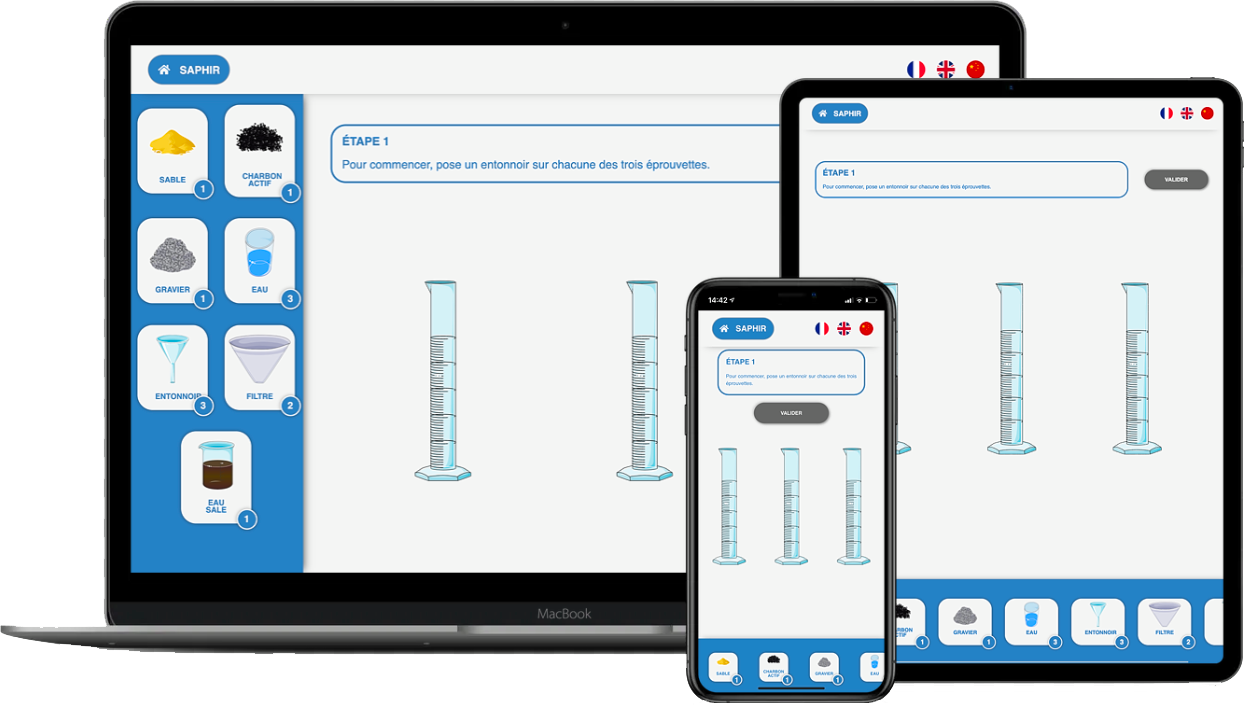 SAPHIR
SABLE
1
CHARBON
ACTIF
1
GRAVIER
1
EAU
3
ENTONNOIR
3
FILTRE
2
EAU
SALE
1
ÉTAPE 1
Pour commencer, pose un entonnoir sur chacune des trois éprouvettes.
MacBook
SAPHIR
ÉTAPE 1
Pour commencer, pose un entonnoir sur chacune des trois éprouvettes.
VALIDER
1
GRAVIER
1
EAU
3
ENTONNOIR
3
FILTRE
2
14:42
SAPHIR
ÉTAPE 1
Pour commencer, pose un entonnoir sur chacune des trois
éprouvettes.
VALIDER
SABLE
1
CHARBON
ACTIF
1
GRAVIER
1
EAU